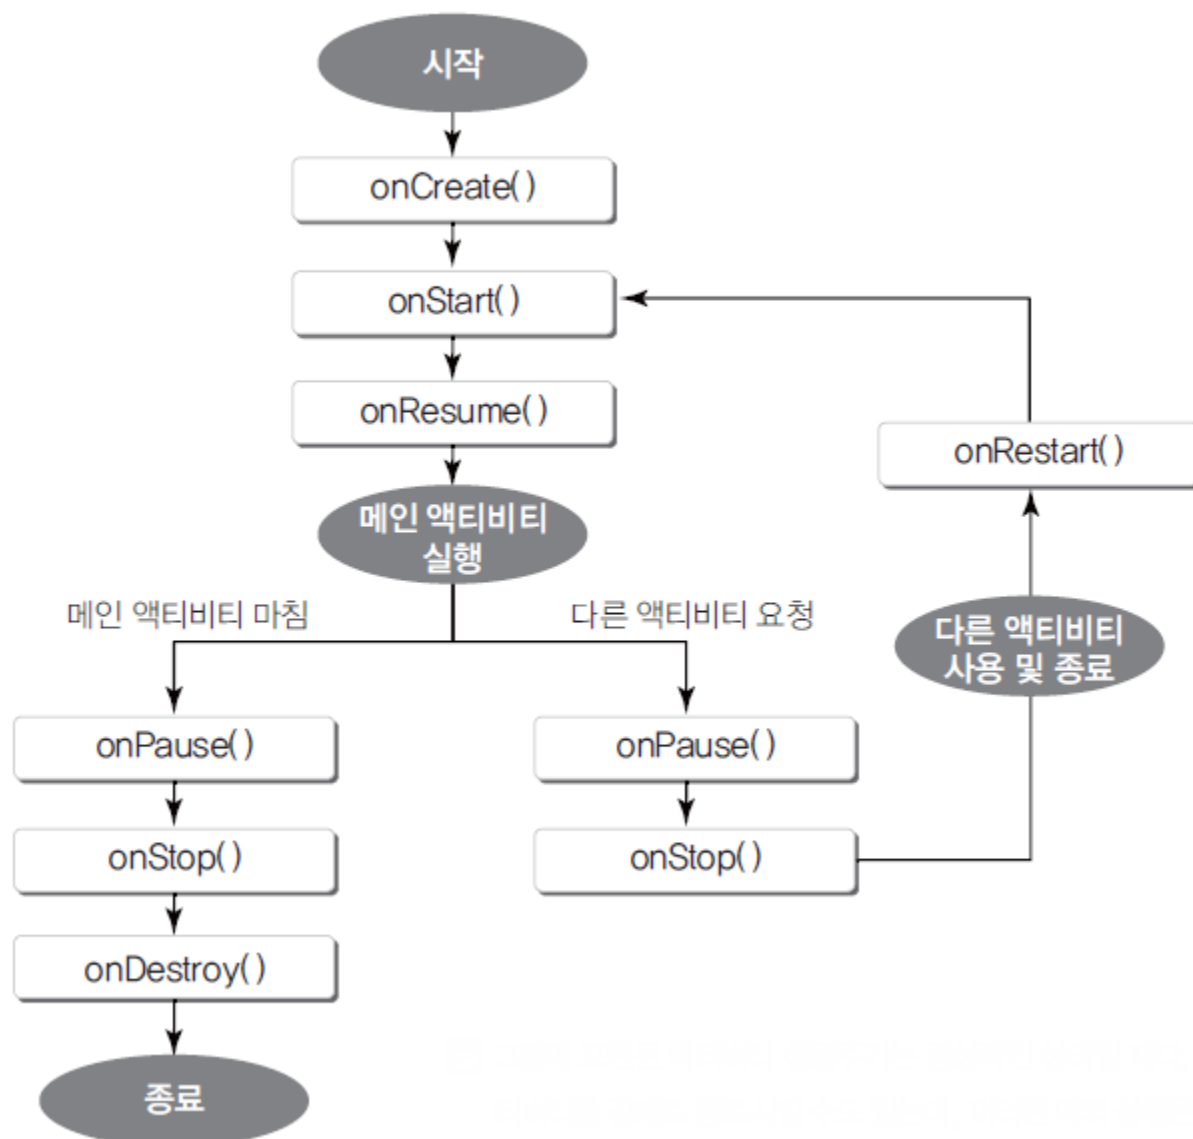 시작
onCreate()
onStart()
onResume()
onRestart()
메인 액티비티
실행
메인 액티비티 마침
다른 액티비티 요청
다른 액티비티
사용 및 종료
onPause()
onPause()
onStop()
onStop()
onDestroy()
종료